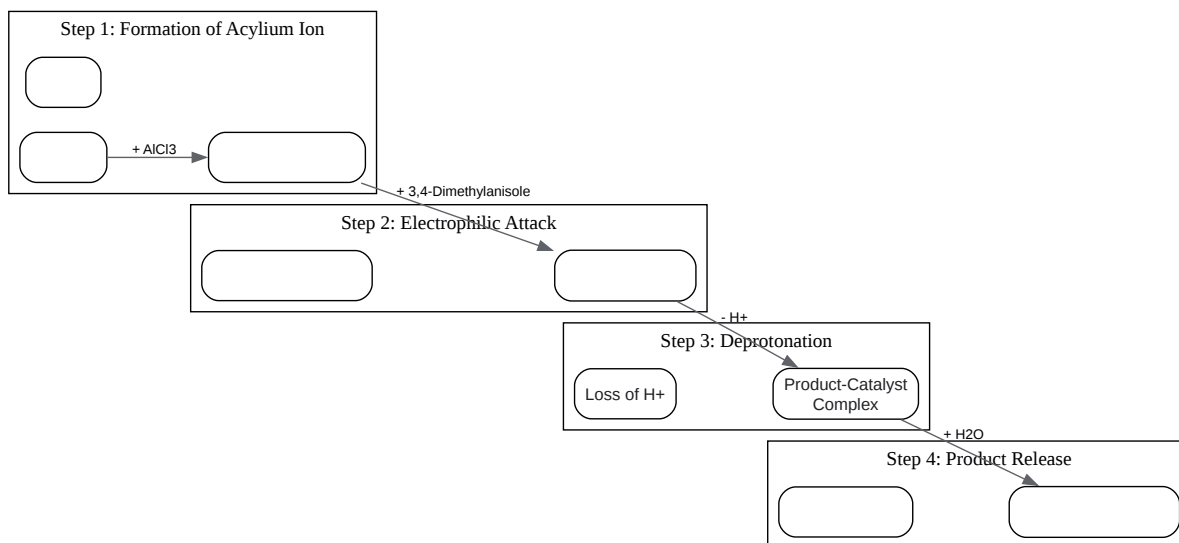 Step 1: Formation of Acylium Ion
+ AlCl3
+ 3,4-Dimethylanisole
Step 2: Electrophilic Attack
- H+
Step 3: Deprotonation
Loss of H+
Product-Catalyst
Complex
+ H2O
Step 4: Product Release